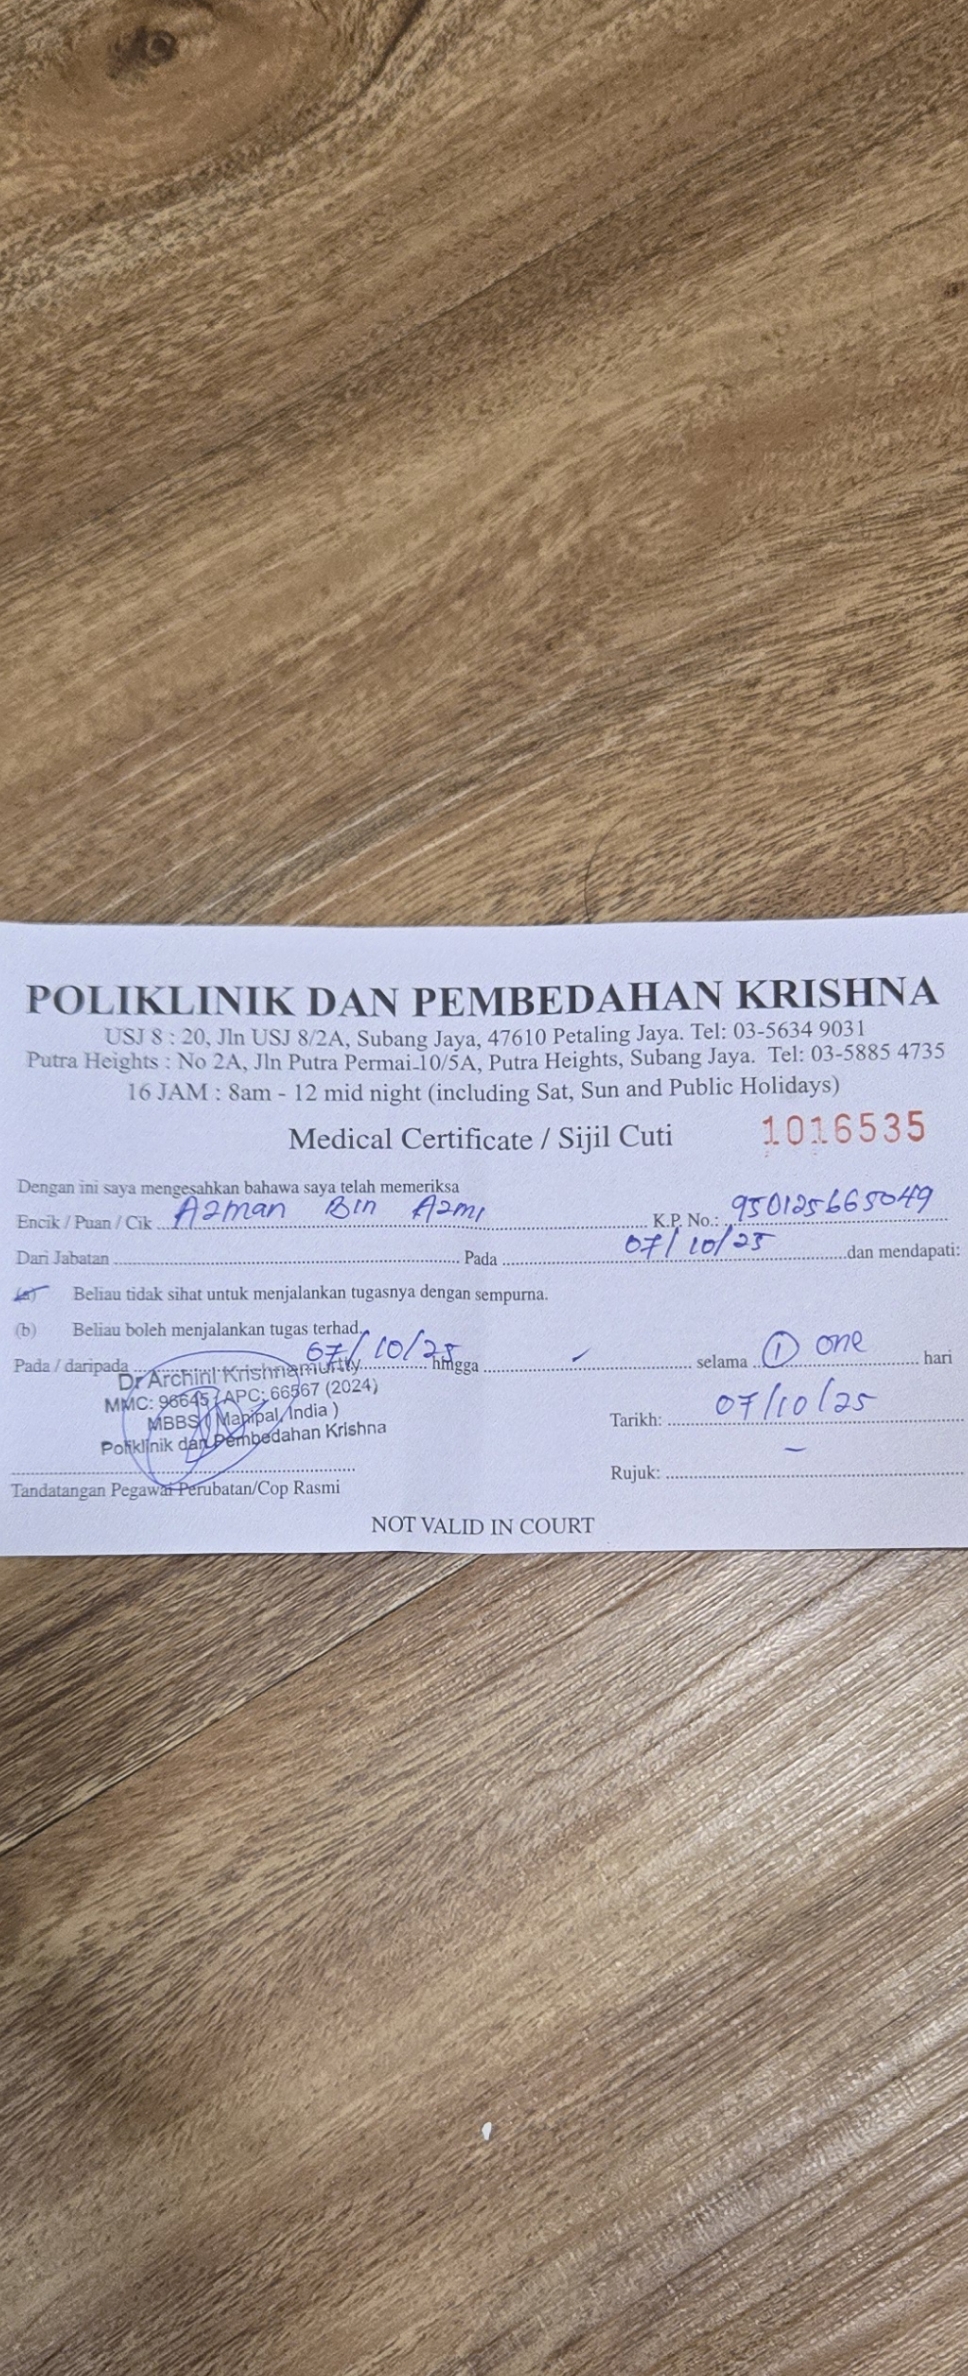 POLIKLINIK DAN PEMBEDAHAN KRISHNA
USJ 8 : 20, Jln USJ 8/2A, Subang Jaya, 47610 Petaling Jaya. Tel: 03-5634 9031
Putra Heights : No 2A, Jln Putra Permai 10/5A, Putra Heights, Subang Jaya. Tel: 03-5885 4735
16 JAM : 8am - 12 mid night (including Sat, Sun and Public Holidays)
Medical Certificate / Sijil Cuti 1016535
Dengan ini saya mengesahkan bahawa saya telah memeriksa
Encik / Puan / Cik Azman Bin Azmi K.P. No.: 950125665049
Dari Jabatan Pada 07/10/25 dan mendapati:
(a) Beliau tidak sihat untuk menjalankan tugasnya dengan sempurna.
(b) Beliau boleh menjalankan tugas terhad.
Pada / daripada 07/10/25 hingga selama 1 one hari
Dr Archini Krishnamurtty
MMC: 96645 / APC: 66567 (2024)
MBBS ( Manipal, India )
Poliklinik dan Pembedahan Krishna
Tarikh: 07/10/25
Rujuk: –
Tandatangan Pegawai Perubatan/Cop Rasmi
NOT VALID IN COURT